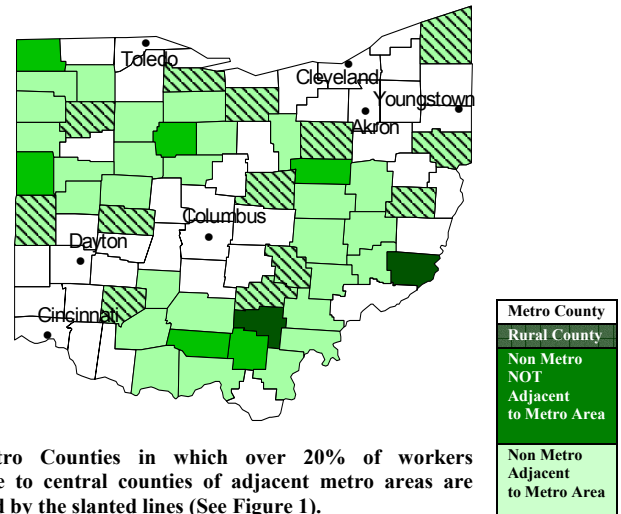 Toledo
Cleveland
Youngstown
Akron
Columbus
Dayton
Cincinnati
Metro County
Rural County
Non Metro
NOT
Adjacent
to Metro Area
Non Metro
Adjacent
to Metro Area
tro Counties in which over 20% of workers
e to central counties of adjacent metro areas are
d by the slanted lines (See Figure 1).